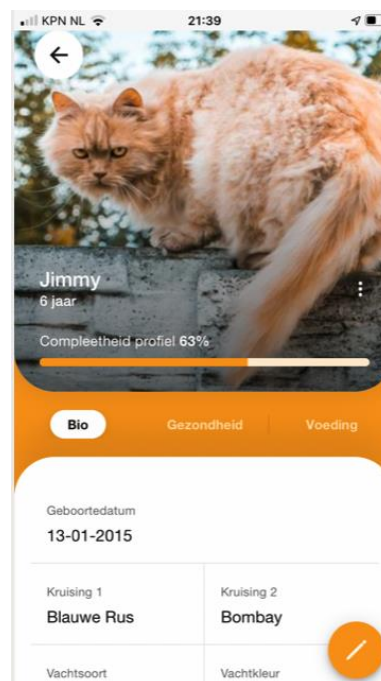 KPN NL 21:39
Jimmy
6 jaar
Compleetheid profiel 63%
Bio Gezondheid Voeding
Geboortedatum
13-01-2015
Kruising 1 Kruising 2
Blauwe Rus Bombay
Vachtsoort Vachtkleur